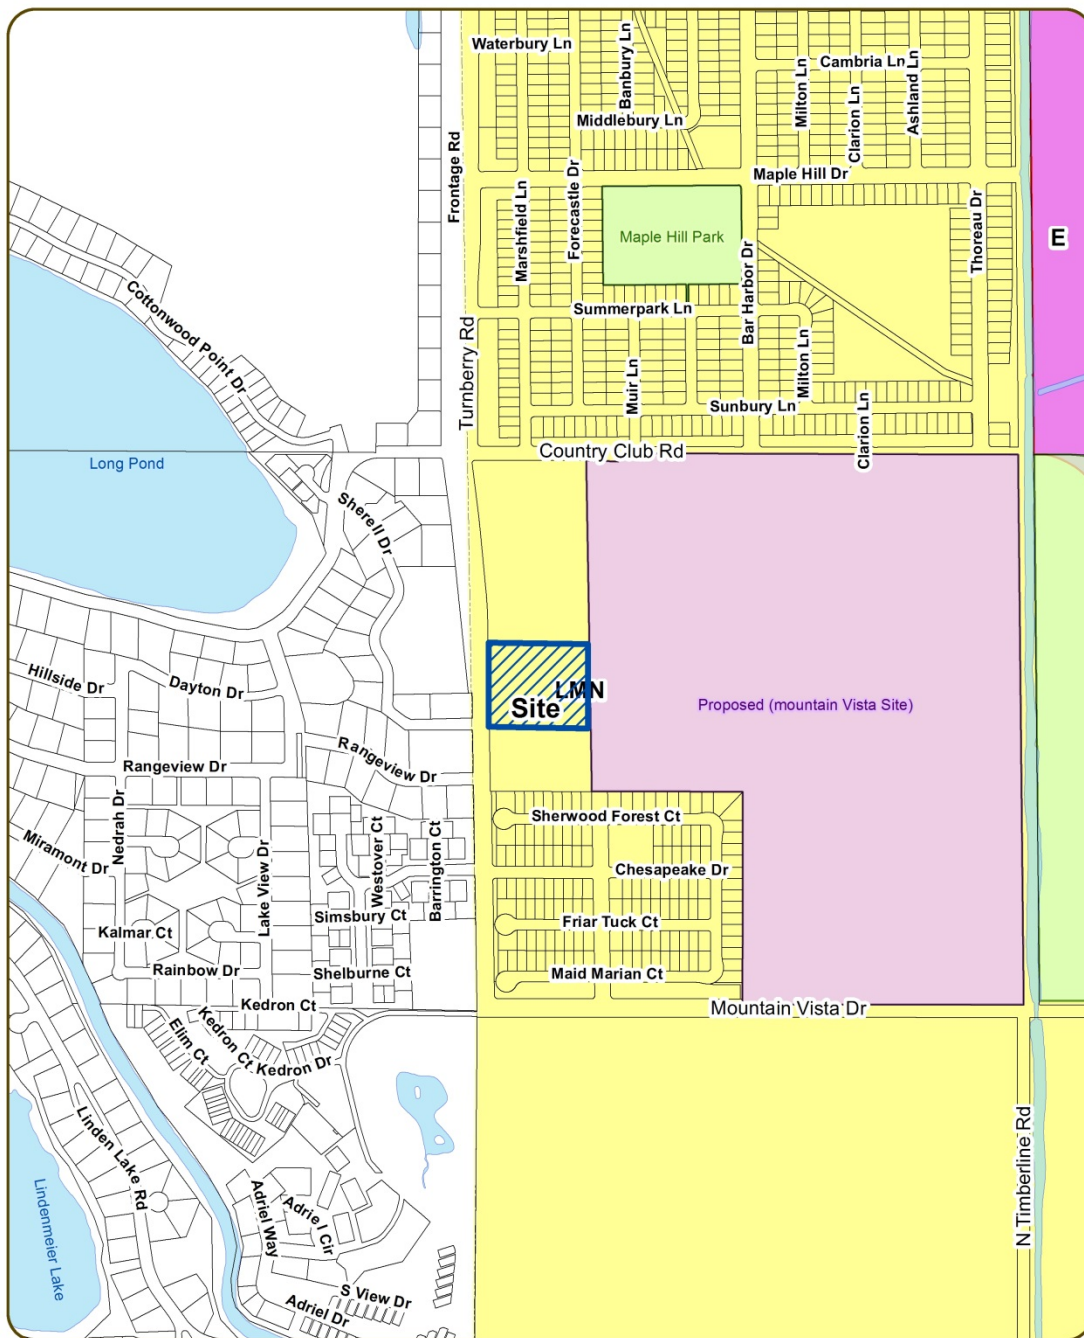 Waterbury Ln
Banbury Ln
Cambria Ln
Milton Ln
Clarion Ln
Ashland Ln
Middlebury Ln
Frontage Rd
Forecastle Dr
Marshfield Ln
Maple Hill Dr
Maple Hill Park
Bar Harbor Dr
Thoreau Dr
E
Cottonwood Point Dr
Summerpark Ln
Turnberry Rd
Muir Ln
Milton Ln
Sunbury Ln
Clarion Ln
Country Club Rd
Long Pond
Sherell Dr
Hillside Dr
Dayton Dr
LMN
Site
Proposed (mountain Vista Site)
Rangeview Dr
Rangeview Dr
Nedrah Dr
Miramont Dr
Lake View Dr
Westover Ct
Barrington Ct
Sherwood Forest Ct
Chesapeake Dr
Simsbury Ct
Friar Tuck Ct
Kalmar Ct
Rainbow Dr
Shelburne Ct
Maid Marian Ct
Kedron Ct
Mountain Vista Dr
Kedron Ct
Elim Ct
Kedron Dr
Linden Lake Rd
N Timberline Rd
Lindenmeier Lake
Adriel Way
Adrie l Cir
S View Dr
Adriel Dr